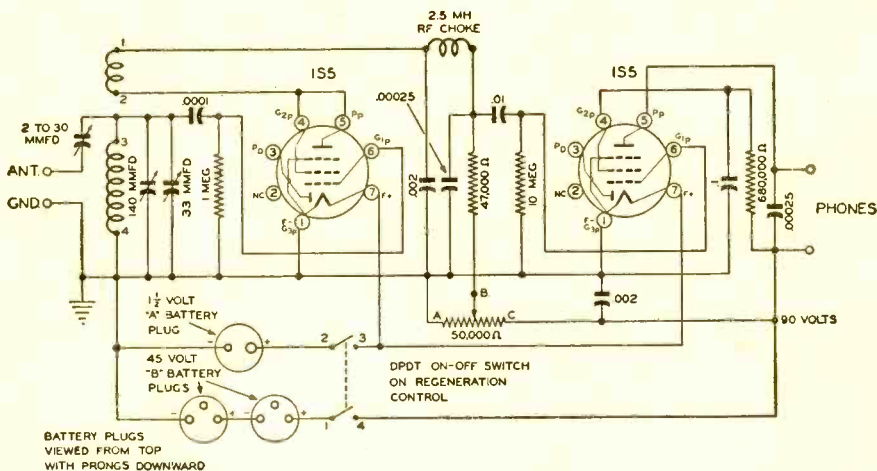 2.5 MH
RF CHOKE
1
2
1S5
1S5
.0001
.00025
.01
G2P
4
5
PP
PD
3
6
G1P
NC
2
7
F+
1
F-
G3P
G2P
4
5
PP
PD
3
6
G1P
NC
2
7
F+
1
F-
G3P
2 TO 30
MMFD
ANT.
GND.
3
4
140 MMFD
33 MMFD
1 MEG
.002
47,000 Ω
10 MEG
.1
680,000 Ω
.00025
PHONES
.002
A
B
C
50,000 Ω
90 VOLTS
1½ VOLT
"A" BATTERY
PLUG
- +
2
3
45 VOLT
"B" BATTERY
PLUGS
- + - +
1
4
DPDT ON-OFF SWITCH
ON REGENERATION
CONTROL
BATTERY PLUGS
VIEWED FROM TOP
WITH PRONGS DOWNWARD